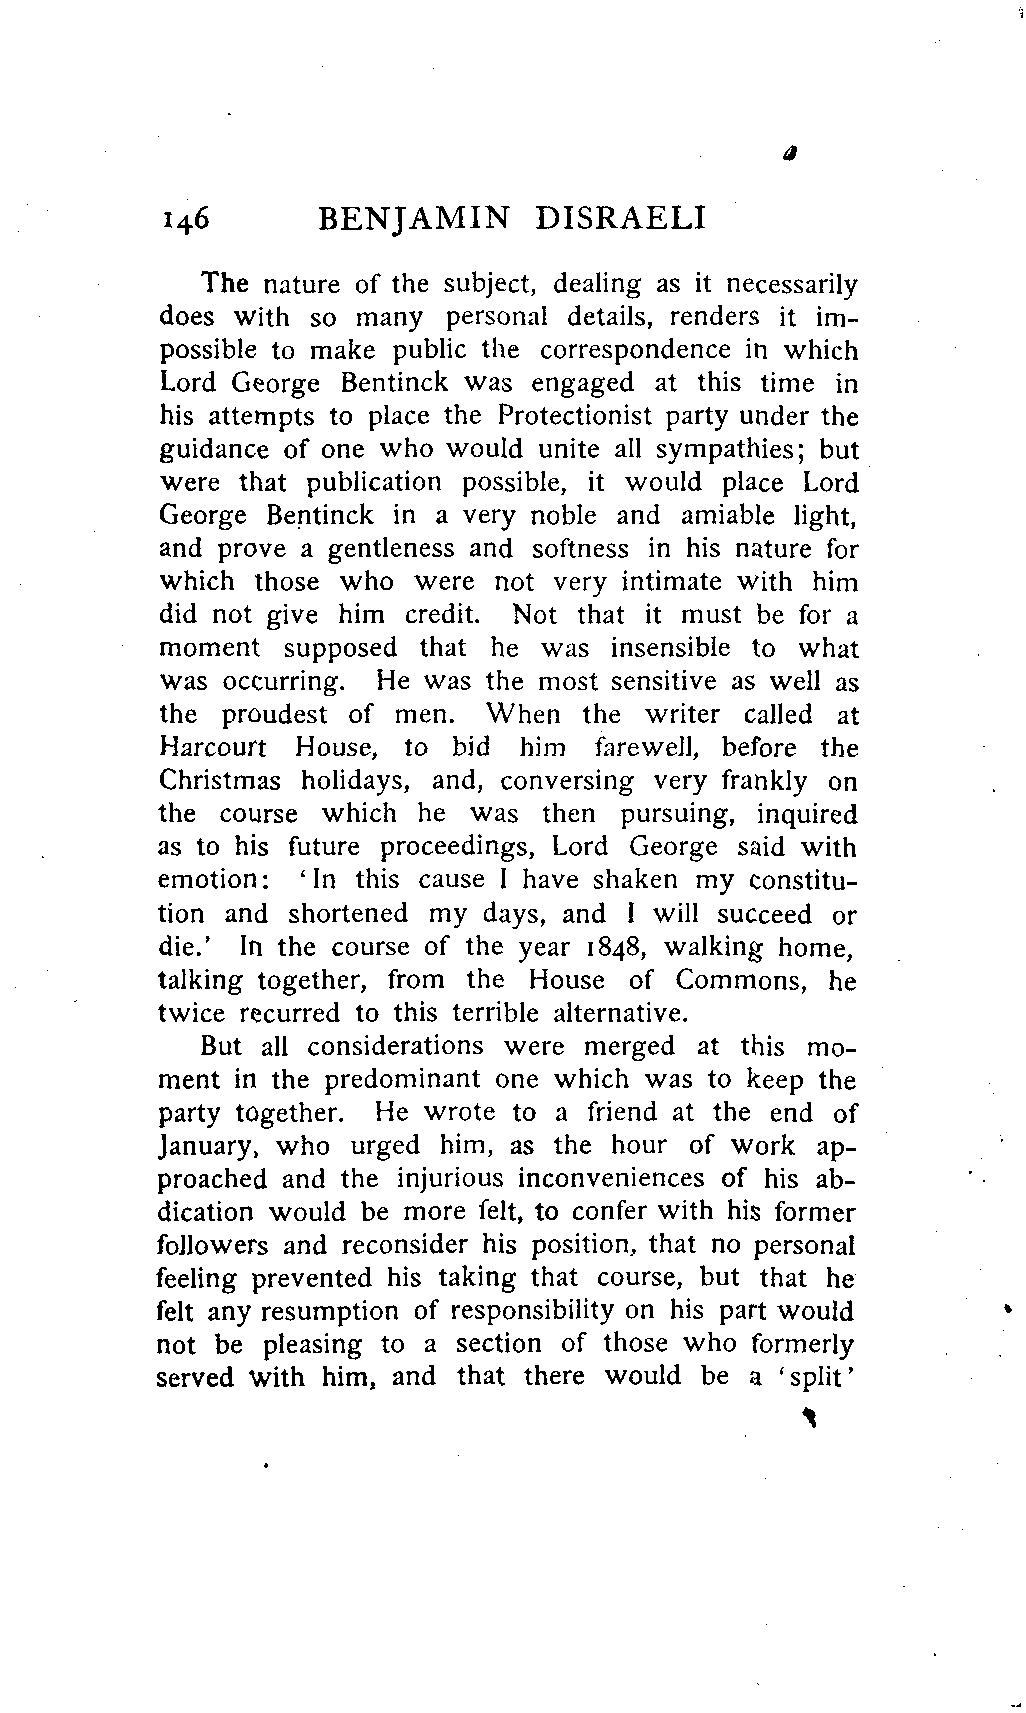 146 BENJAMIN DISRAELI
The nature of the subject, dealing as it necessarily
does with so many personal details, renders it im-
possible to make public the correspondence in which
Lord George Bentinck was engaged at this time in
his attempts to place the Protectionist party under the
guidance of one who would unite all sympathies; but
were that publication possible, it would place Lord
George Bentinck in a very noble and amiable light,
and prove a gentleness and softness in his nature for
which those who were not very intimate with him
did not give him credit. Not that it must be for a
moment supposed that he was insensible to what
was occurring. He was the most sensitive as well as
the proudest of men. When the writer called at
Harcourt House, to bid him farewell, before the
Christmas holidays, and, conversing very frankly on
the course which he was then pursuing, inquired
as to his future proceedings, Lord George said with
emotion: ‘In this cause I have shaken my constitu-
tion and shortened my days, and I will succeed or
die.’ In the course of the year 1848, walking home,
talking together, from the House of Commons, he
twice recurred to this terrible alternative.
But all considerations were merged at this mo-
ment in the predominant one which was to keep the
party together. He wrote to a friend at the end of
January, who urged him, as the hour of work ap-
proached and the injurious inconveniences of his ab-
dication would be more felt, to confer with his former
followers and reconsider his position, that no personal
feeling prevented his taking that course, but that he
felt any resumption of responsibility on his part would
not be pleasing to a section of those who formerly
served with him, and that there would be a ‘split’